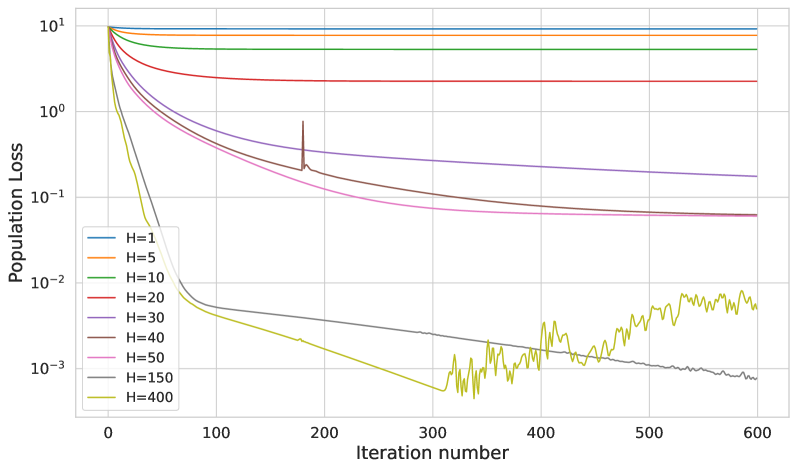 Population Loss
10¹
10⁰
10⁻¹
10⁻²
10⁻³
H=1
H=5
H=10
H=20
H=30
H=40
H=50
H=150
H=400
0 100 200 300 400 500 600
Iteration number